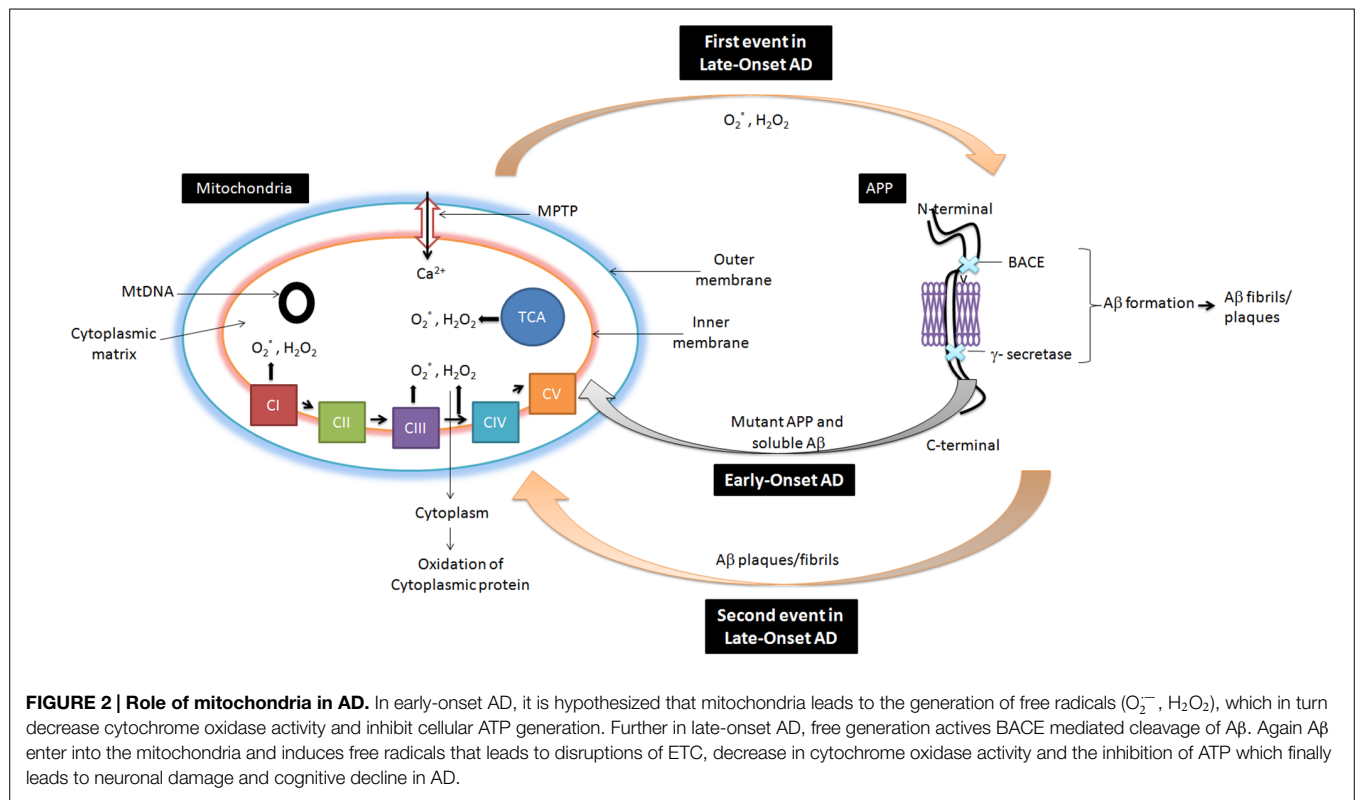 First event in
Late-Onset AD
O₂˚ , H₂O₂
Mitochondria
APP
N-terminal
MPTP
BACE
Ca²⁺
Outer
membrane
MtDNA
Aβ formation
Aβ fibrils/
plaques
O₂˚ , H₂O₂
TCA
Cytoplasmic
matrix
Inner
membrane
O₂˚ , H₂O₂
γ- secretase
O₂˚ , H₂O₂
CI
CII
CIII
CIV
CV
Mutant APP and
soluble Aβ
C-terminal
Early-Onset AD
Cytoplasm
Oxidation of
Cytoplasmic protein
Aβ plaques/fibrils
Second event in
Late-Onset AD
FIGURE 2 | Role of mitochondria in AD. In early-onset AD, it is hypothesized that mitochondria leads to the generation of free radicals (O₂˙⁻ , H₂O₂), which in turn
decrease cytochrome oxidase activity and inhibit cellular ATP generation. Further in late-onset AD, free generation actives BACE mediated cleavage of Aβ. Again Aβ
enter into the mitochondria and induces free radicals that leads to disruptions of ETC, decrease in cytochrome oxidase activity and the inhibition of ATP which finally
leads to neuronal damage and cognitive decline in AD.